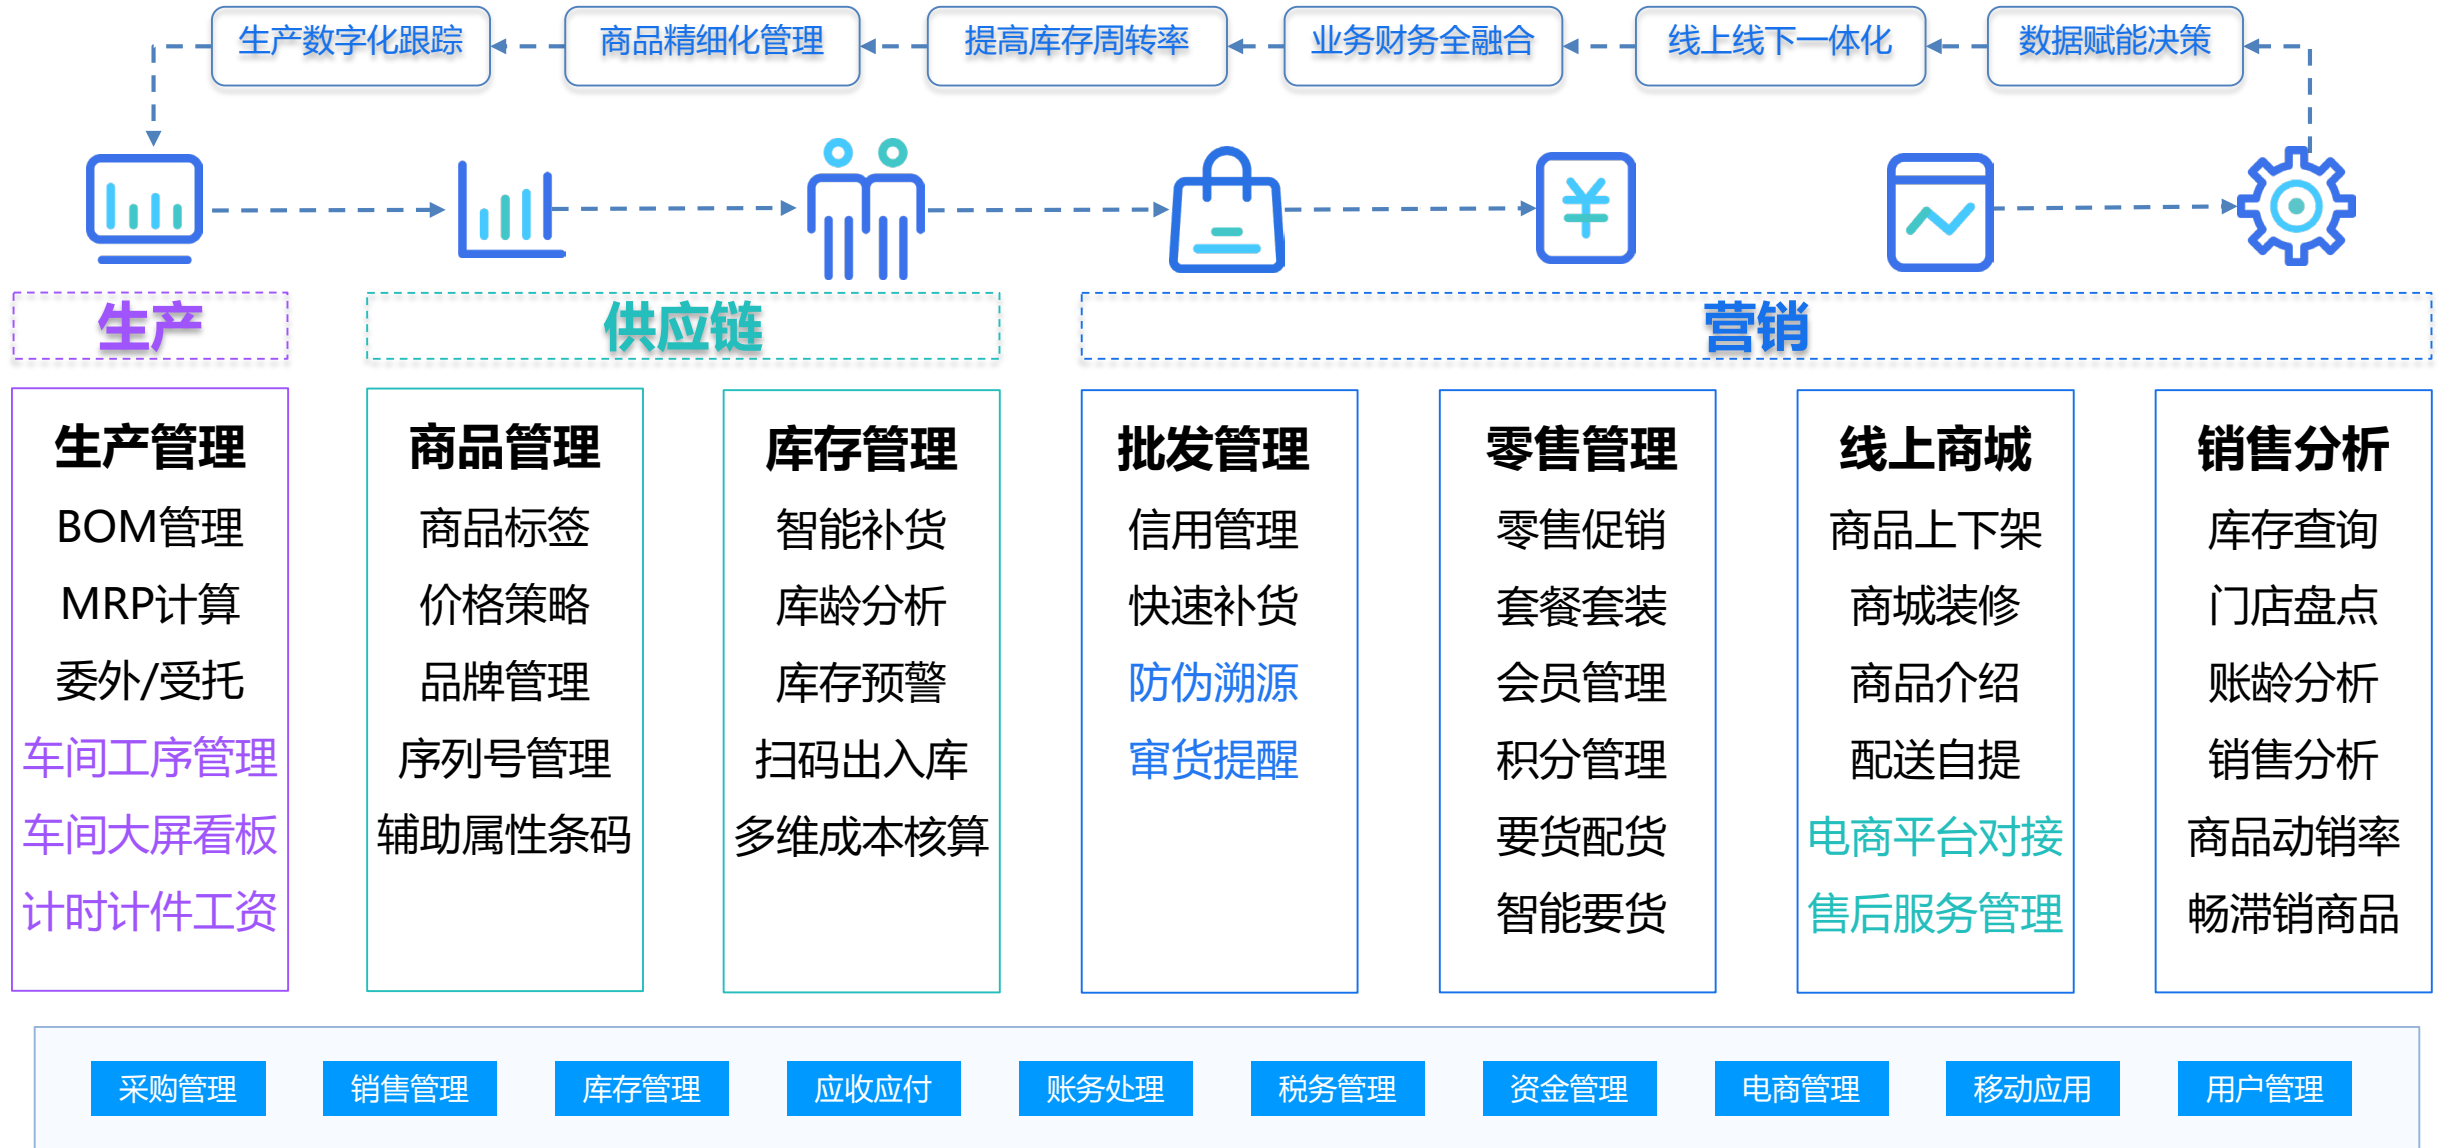 生产数字化跟踪
商品精细化管理
提高库存周转率
业务财务全融合
线上线下一体化
数据赋能决策
¥
生产
供应链
营销
生产管理
BOM管理
MRP计算
委外/受托
车间工序管理
车间大屏看板
计时计件工资
商品管理
商品标签
价格策略
品牌管理
序列号管理
辅助属性条码
库存管理
智能补货
库龄分析
库存预警
扫码出入库
多维成本核算
批发管理
信用管理
快速补货
防伪溯源
窜货提醒
零售管理
零售促销
套餐套装
会员管理
积分管理
要货配货
智能要货
线上商城
商品上下架
商城装修
商品介绍
配送自提
电商平台对接
售后服务管理
销售分析
库存查询
门店盘点
账龄分析
销售分析
商品动销率
畅滞销商品
采购管理
销售管理
库存管理
应收应付
账务处理
税务管理
资金管理
电商管理
移动应用
用户管理